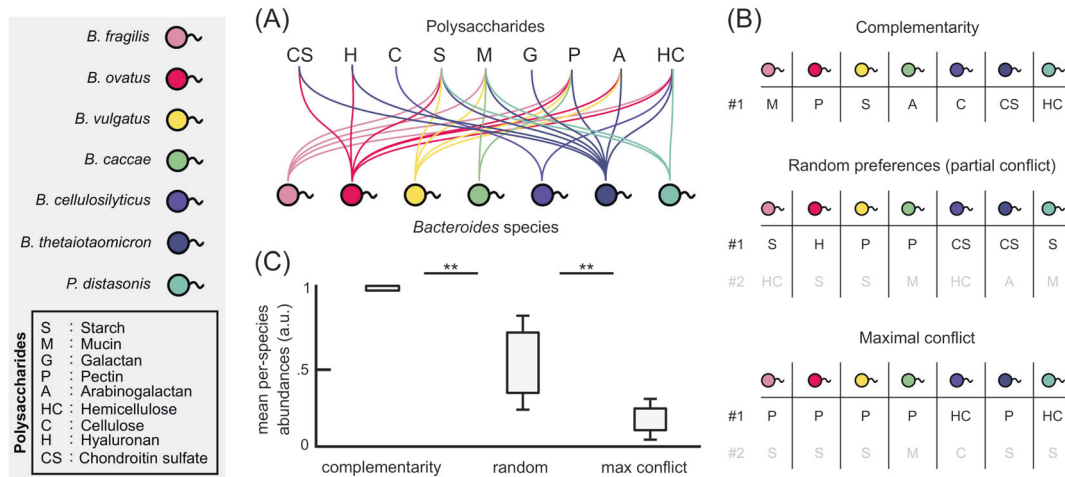 B. fragilis
B. ovatus
B. vulgatus
B. caccae
B. cellulosilyticus
B. thetaiotaomicron
P. distasonis
Polysaccharides
S : Starch
M : Mucin
G : Galactan
P : Pectin
A : Arabinogalactan
HC : Hemicellulose
C : Cellulose
H : Hyaluronan
CS : Chondroitin sulfate
(A)
Polysaccharides
CS H C S M G P A HC
Bacteroides species
(C)
** **
mean per-species
abundances (a.u.)
1
.5
0
complementarity random max conflict
(B)
Complementarity
#1 M P S A C CS HC
Random preferences (partial conflict)
#1 S H P P CS CS S
#2 HC S S M HC A M
Maximal conflict
#1 P P P P HC P HC
#2 S S S M C S S